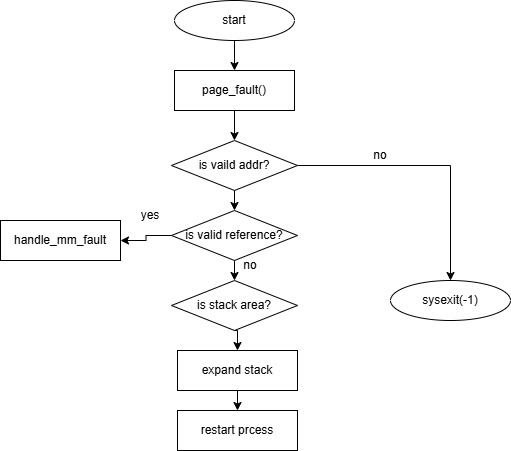 start
page_fault()
is vaild addr?
no
yes
is valid reference?
handle_mm_fault
no
is stack area?
sysexit(-1)
expand stack
restart prcess